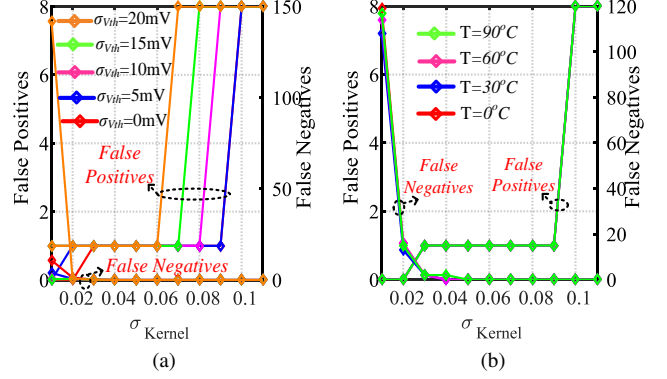 8
6
4
2
0
False Positives
150
100
50
0
False Negatives
σVth=20mV
σVth=15mV
σVth=10mV
σVth=5mV
σVth=0mV
False
Positives
False Negatives
0.02 0.04 0.06 0.08 0.1
σ Kernel
(a)
8
6
4
2
0
False Positives
120
100
80
60
40
20
0
False Negatives
T=90°C
T=60°C
T=30°C
T=0°C
False
Negatives
False
Positives
0.02 0.04 0.06 0.08 0.1
σ Kernel
(b)